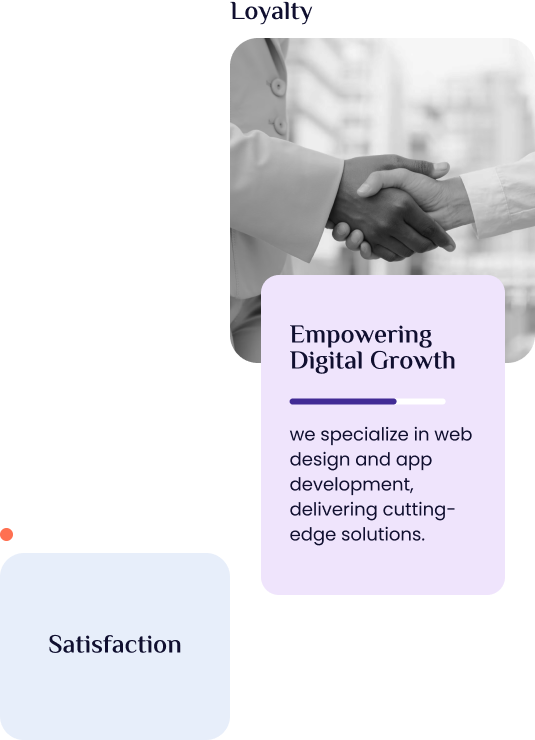 Loyalty
Empowering
Digital Growth
we specialize in web
design and app
development,
delivering cutting-
edge solutions.
Satisfaction